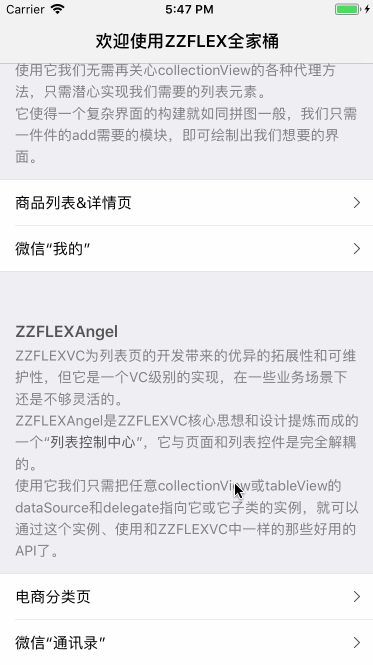 Carrier 5:47 PM
欢迎使用ZZFLEX全家桶
使用它我们无需再关心collectionView的各种代理方
法，只需潜心实现我们需要的列表元素。
它使得一个复杂界面的构建就如同拼图一般，我们只需
一件件的add需要的模块，即可绘制出我们想要的界
面。
商品列表&详情页
微信“我的”
ZZFLEXAngel
ZZFLEXVC为列表页的开发带来的优异的拓展性和可维
护性，但它是一个VC级别的实现，在一些业务场景下
还是不够灵活的。
ZZFLEXAngel是ZZFLEXVC核心思想和设计提炼而成的
一个“列表控制中心”，它与页面和列表控件是完全解耦
的。
使用它我们只需把任意collectionView或tableView的
dataSource和delegate指向它或它子类的实例，就可以
通过这个实例、使用和ZZFLEXVC中一样的那些好用的
API了。
电商分类页
微信“通讯录”